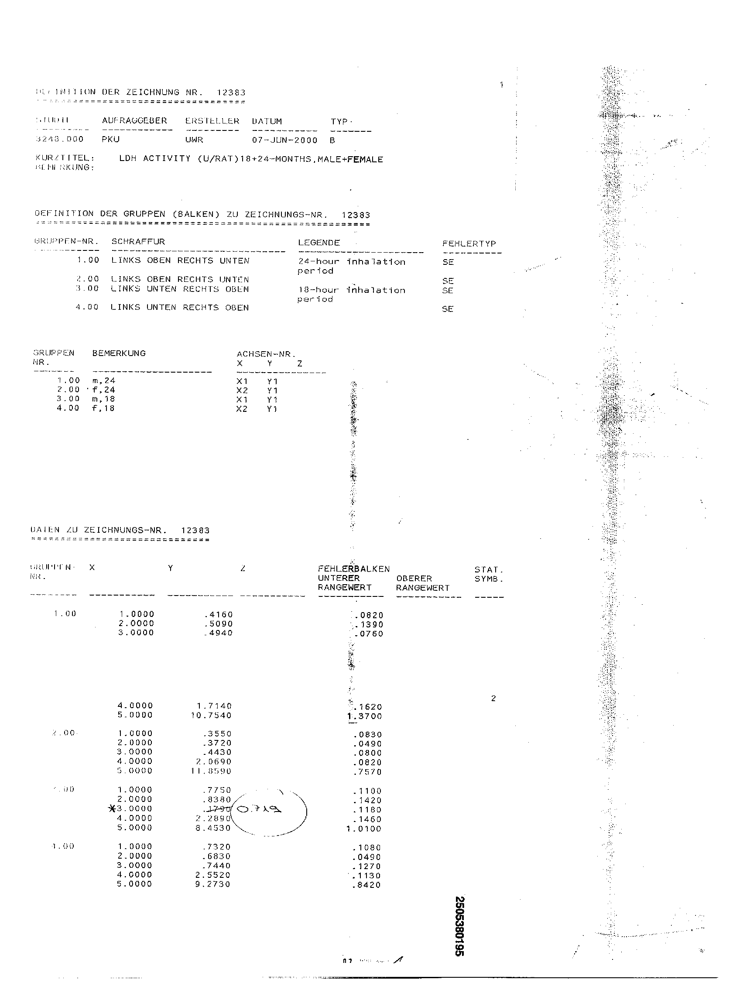 1
DEFINITION DER ZEICHNUNG NR. 12383
==================================
STUDIE AUFRAGGEBER ERSTELLER DATUM TYP
3248.000 PKU UWR 07-JUN-2000 B
KURZTITEL: LDH ACTIVITY (U/RAT)18+24-MONTHS,MALE+FEMALE
BEMERKUNG:
DEFINITION DER GRUPPEN (BALKEN) ZU ZEICHNUNGS-NR. 12383
=======================================================
GRUPPEN-NR. SCHRAFFUR LEGENDE FEHLERTYP
1.00 LINKS OBEN RECHTS UNTEN 24-hour inhalation SE
period
2.00 LINKS OBEN RECHTS UNTEN SE
3.00 LINKS UNTEN RECHTS OBEN 18-hour inhalation SE
period
4.00 LINKS UNTEN RECHTS OBEN SE
GRUPPEN BEMERKUNG ACHSEN-NR.
NR. X Y Z
1.00 m,24 X1 Y1
2.00 f,24 X2 Y1
3.00 m,18 X1 Y1
4.00 f,18 X2 Y1
DATEN ZU ZEICHNUNGS-NR. 12383
=============================
GRUPPEN- X Y Z FEHLERBALKEN STAT.
NR. UNTERER OBERER SYMB.
RANGEWERT RANGEWERT
1.00 1.0000 .4160 .0820
2.0000 .5090 .1390
3.0000 .4940 .0760
2
4.0000 1.7140 .1620
5.0000 10.7540 1.3700
2.00 1.0000 .3550 .0830
2.0000 .3720 .0490
3.0000 .4430 .0800
4.0000 2.0690 .0820
5.0000 11.8590 .7570
3.00 1.0000 .7750 .1100
2.0000 .8380 .1420
*3.0000 .1790 0.719 .1180
4.0000 2.2890 .1460
5.0000 8.4530 1.0100
4.00 1.0000 .7320 .1080
2.0000 .6830 .0490
3.0000 .7440 .1270
4.0000 2.5520 .1130
5.0000 9.2730 .8420
2505380195